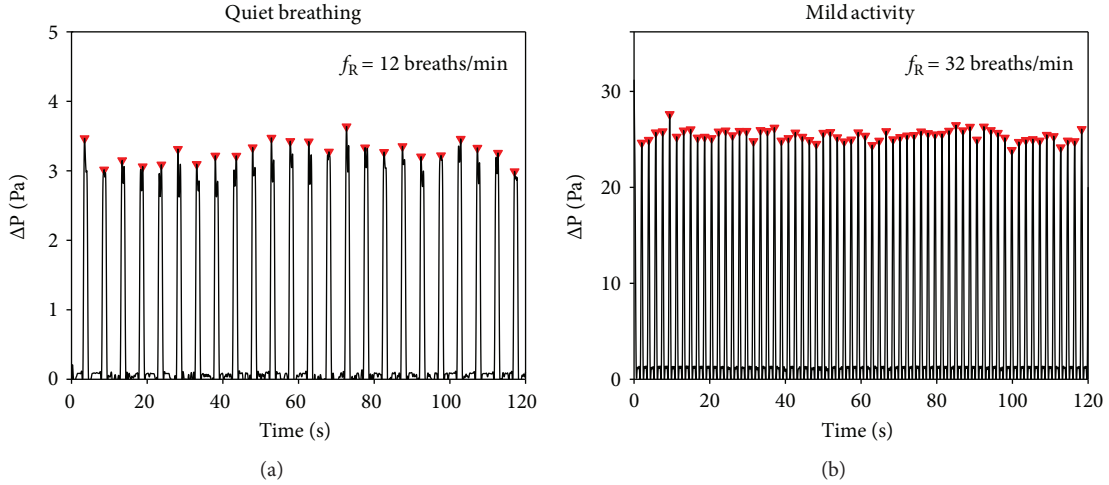 Quiet breathing
5
4
3
2
1
0
ΔP (Pa)
f_R = 12 breaths/min
0 20 40 60 80 100 120
Time (s)
(a)
Mild activity
30
20
10
0
ΔP (Pa)
f_R = 32 breaths/min
0 20 40 60 80 100 120
Time (s)
(b)